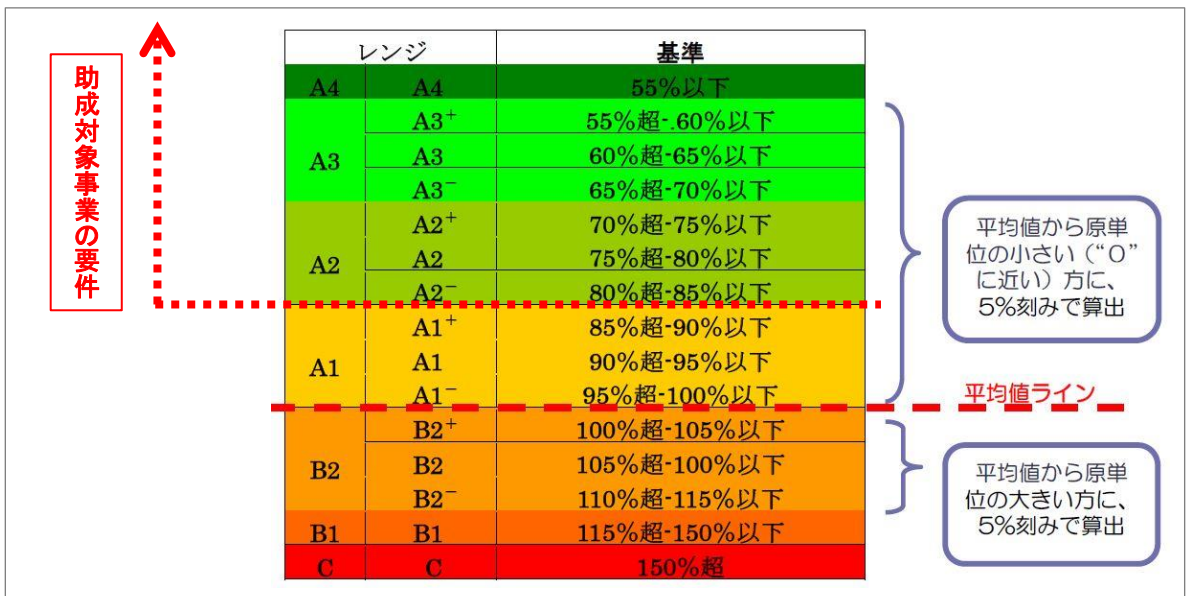 助成対象事業の要件
レンジ 基準
A4 A4 55%以下
A3 A3⁺ 55%超-.60%以下
A3 60%超-65%以下
A3⁻ 65%超-70%以下
A2 A2⁺ 70%超-75%以下
A2 75%超-80%以下
A2⁻ 80%超-85%以下
A1 A1⁺ 85%超-90%以下
A1 90%超-95%以下
A1⁻ 95%超-100%以下
B2 B2⁺ 100%超-105%以下
B2 105%超-100%以下
B2⁻ 110%超-115%以下
B1 B1 115%超-150%以下
C C 150%超
平均値から原単
位の小さい(“0”
に近い)方に、
5%刻みで算出
平均値ライン
平均値から原単
位の大きい方に、
5%刻みで算出